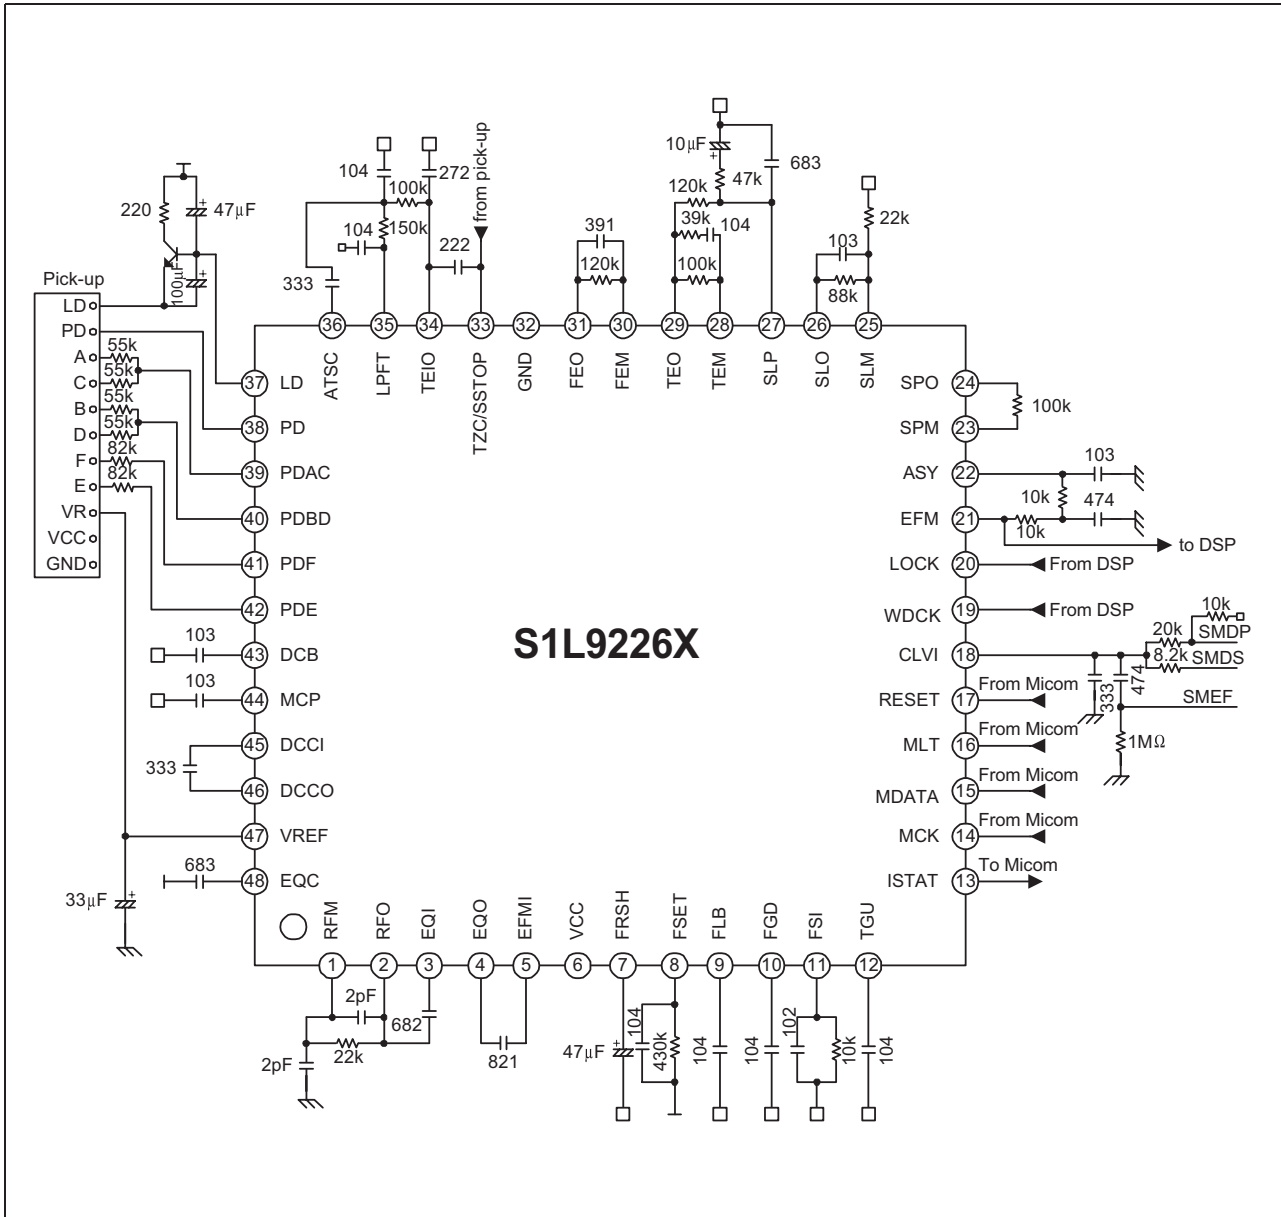 10µF
683
47k
104
272
100k
from pick-up
120k
39k
104
22k
220
47µF
150k
104
391
103
222
120k
100k
88k
100µF
333
Pick-up
LD
PD
A
C
B
D
F
E
VR
VCC
GND
55k
55k
55k
55k
82k
82k
36
35
34
33
32
31
30
29
28
27
26
25
ATSC
LPFT
TEIO
TZC/SSTOP
GND
FEO
FEM
TEO
TEM
SLP
SLO
SLM
37 LD
38 PD
39 PDAC
40 PDBD
41 PDF
42 PDE
103
43 DCB
103
44 MCP
45 DCCI
333
46 DCCO
47 VREF
683
48 EQC
33µF
S1L9226X
SPO 24
100k
SPM 23
ASY 22
103
10k
474
EFM 21
10k
to DSP
LOCK 20 From DSP
WDCK 19 From DSP
10k
20k
SMDP
CLVI 18
8.2k
SMDS
333
474
SMEF
1MΩ
RESET 17 From Micom
MLT 16 From Micom
MDATA 15 From Micom
MCK 14 From Micom
ISTAT 13 To Micom
RFM
RFO
EQI
EQO
EFMI
VCC
FRSH
FSET
FLB
FGD
FSI
TGU
1
2
3
4
5
6
7
8
9
10
11
12
2pF
682
22k
2pF
821
47µF
104
430k
104
104
102
10k
104